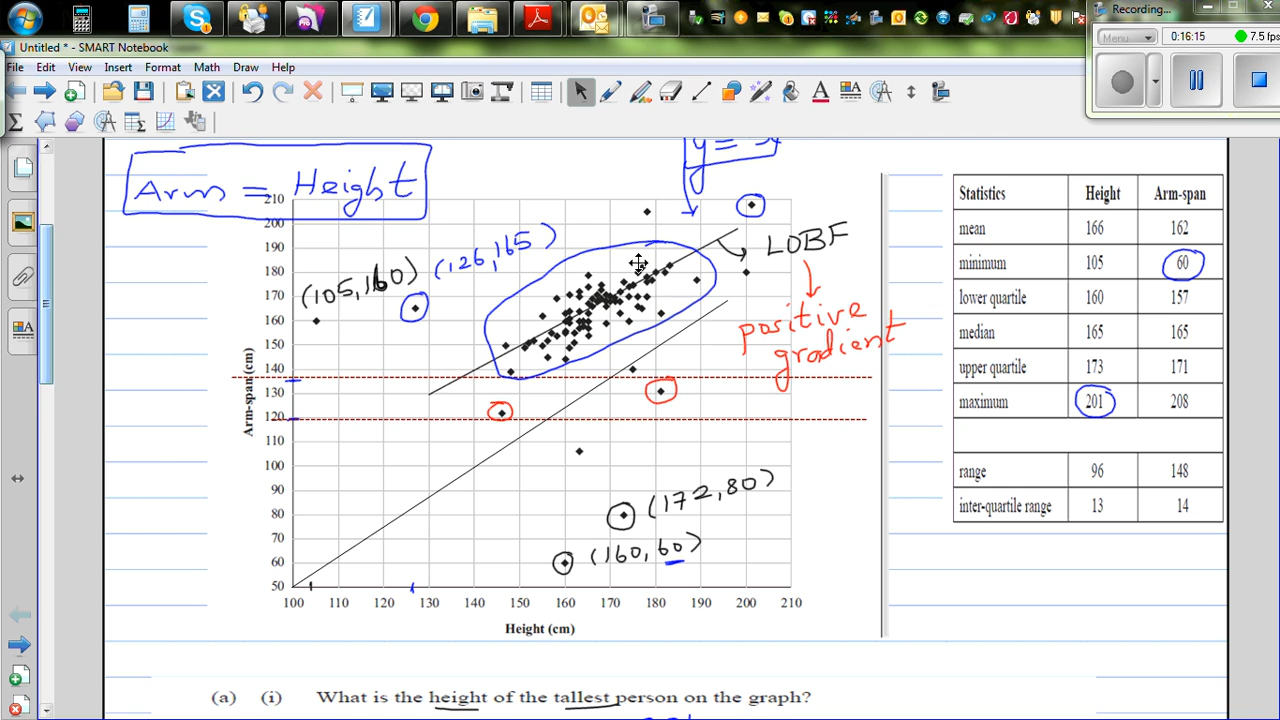 Recording...
Menu
0:16:15
7.5 fps
Untitled * - SMART Notebook
File Edit View Insert Format Math Draw Help
Arm = Height
LOBF
positive
gradient
(126,165)
(105,160)
(172,80)
(160,60)
210
200
190
180
170
160
150
140
130
120
110
100
90
80
70
60
50
Arm-span (cm)
100 110 120 130 140 150 160 170 180 190 200 210
Height (cm)
Statistics Height Arm-span
mean 166 162
minimum 105 60
lower quartile 160 157
median 165 165
upper quartile 173 171
maximum 201 208
range 96 148
inter-quartile range 13 14
(a) (i) What is the height of the tallest person on the graph?